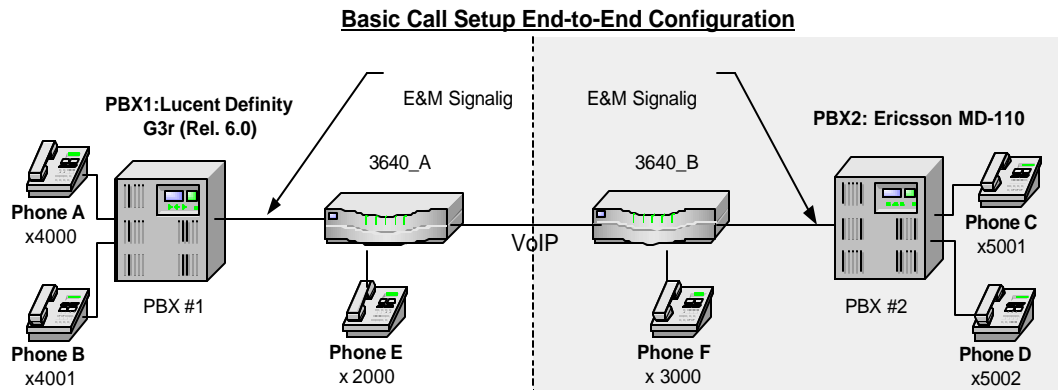 Basic Call Setup End-to-End Configuration
PBX1:Lucent Definity
G3r (Rel. 6.0)
E&M Signalig
E&M Signalig
PBX2: Ericsson MD-110
3640_A
3640_B
Phone A
x4000
PBX #1
Phone B
x4001
VoIP
Phone E
x 2000
Phone F
x 3000
PBX #2
Phone C
x5001
Phone D
x5002